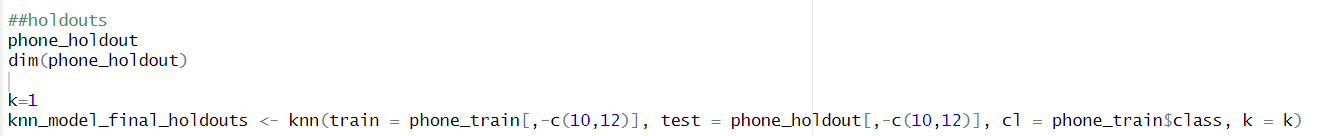 ##holdouts
phone_holdout
dim(phone_holdout)
k=1
knn_model_final_holdouts <- knn(train = phone_train[,-c(10,12)], test = phone_holdout[,-c(10,12)], cl = phone_train$class, k = k)